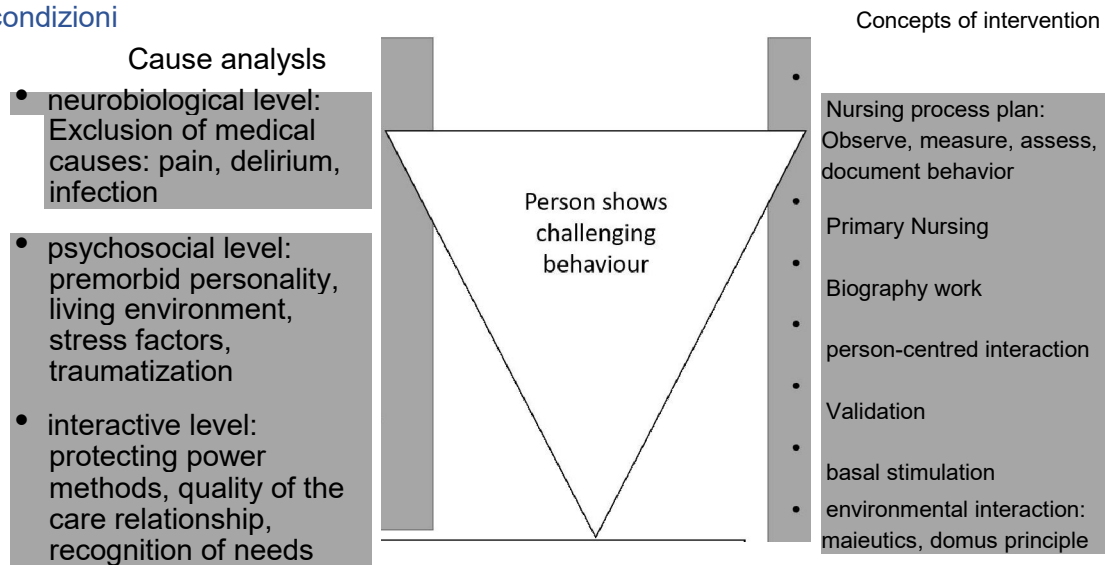 condizioni
Cause analysls
• neurobiological level:
Exclusion of medical
causes: pain, delirium,
infection
• psychosocial level:
premorbid personality,
living environment,
stress factors,
traumatization
• interactive level:
protecting power
methods, quality of the
care relationship,
recognition of needs
Person shows
challenging
behaviour
Concepts of intervention
• Nursing process plan:
Observe, measure, assess,
document behavior
• Primary Nursing
• Biography work
• person-centred interaction
• Validation
• basal stimulation
• environmental interaction:
maieutics, domus principle